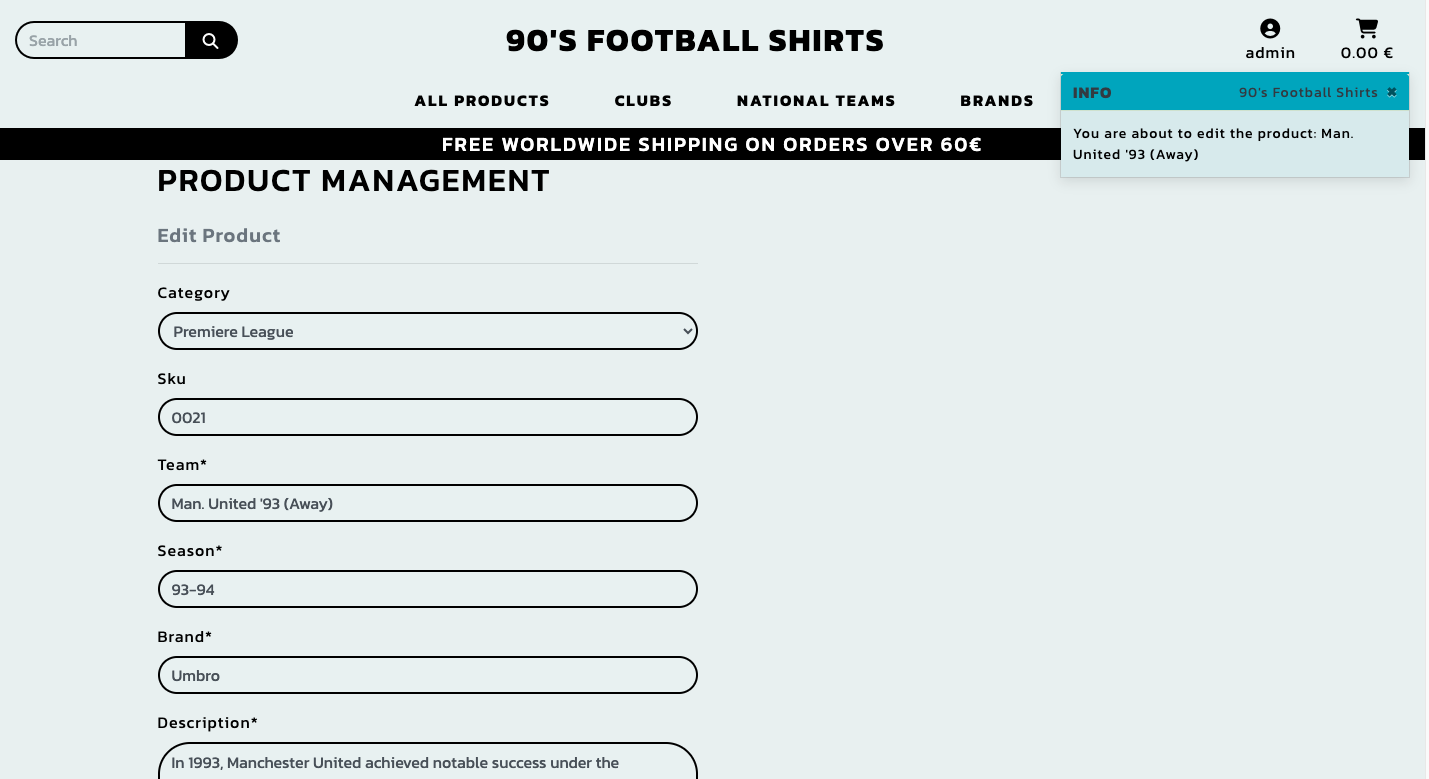 Search
90'S FOOTBALL SHIRTS
admin
0.00 €
ALL PRODUCTS
CLUBS
NATIONAL TEAMS
BRANDS
INFO
90's Football Shirts
You are about to edit the product: Man.
United '93 (Away)
FREE WORLDWIDE SHIPPING ON ORDERS OVER 60€
PRODUCT MANAGEMENT
Edit Product
Category
Premiere League
Sku
0021
Team*
Man. United '93 (Away)
Season*
93-94
Brand*
Umbro
Description*
In 1993, Manchester United achieved notable success under the